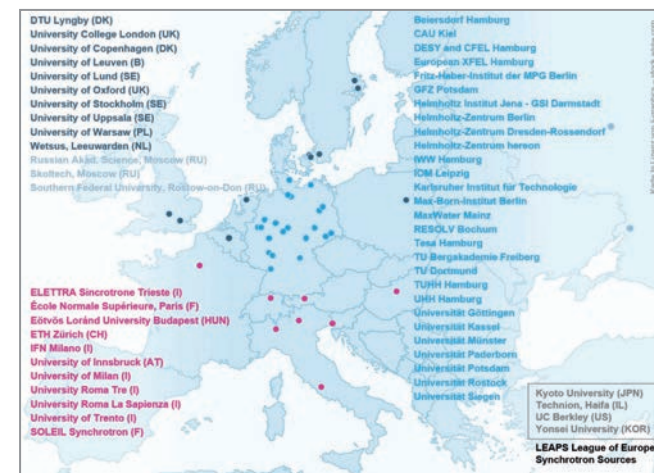 DTU Lyngby (DK)
University College London (UK)
University of Copenhagen (DK)
University of Leuven (B)
University of Lund (SE)
University of Oxford (UK)
University of Stockholm (SE)
University of Uppsala (SE)
University of Warsaw (PL)
Wetsus, Leeuwarden (NL)
Russian Akad. Science, Moscow (RU)
Skoltech, Moscow (RU)
Southern Federual University, Rostow-on-Don (RU)
ELETTRA Sincrotrone Trieste (I)
École Normale Supérieure, Paris (F)
Eötvös Loránd University Budapest (HUN)
ETH Zürich (CH)
IFN Milano (I)
University of Innsbruck (AT)
University of Milan (I)
University Roma Tre (I)
University Roma La Sapienza (I)
University of Trento (I)
SOLEIL Synchrotron (F)
Beiersdorf Hamburg
CAU Kiel
DESY and CFEL Hamburg
European XFEL Hamburg
Fritz-Haber-Institut der MPG Berlin
GFZ Potsdam
Helmholtz Institut Jena - GSI Darmstadt
Helmholtz-Zentrum Berlin
Helmholtz-Zentrum Dresden-Rossendorf
Helmholtz-Zentrum hereon
IWW Hamburg
IOM Leipzig
Karlsruher Institut für Technologie
Max-Born-Institut Berlin
MaxWater Mainz
RESOLV Bochum
Tesa Hamburg
TU Bergakademie Freiberg
TU Dortmund
TUHH Hamburg
UHH Hamburg
Universität Göttingen
Universität Kassel
Universität Münster
Universität Paderborn
Universität Potsdam
Universität Rostock
Universität Siegen
Kyoto University (JPN)
Technion, Haifa (IL)
UC Berkley (US)
Yonsei University (KOR)
LEAPS League of Europe
Synchrotron Sources